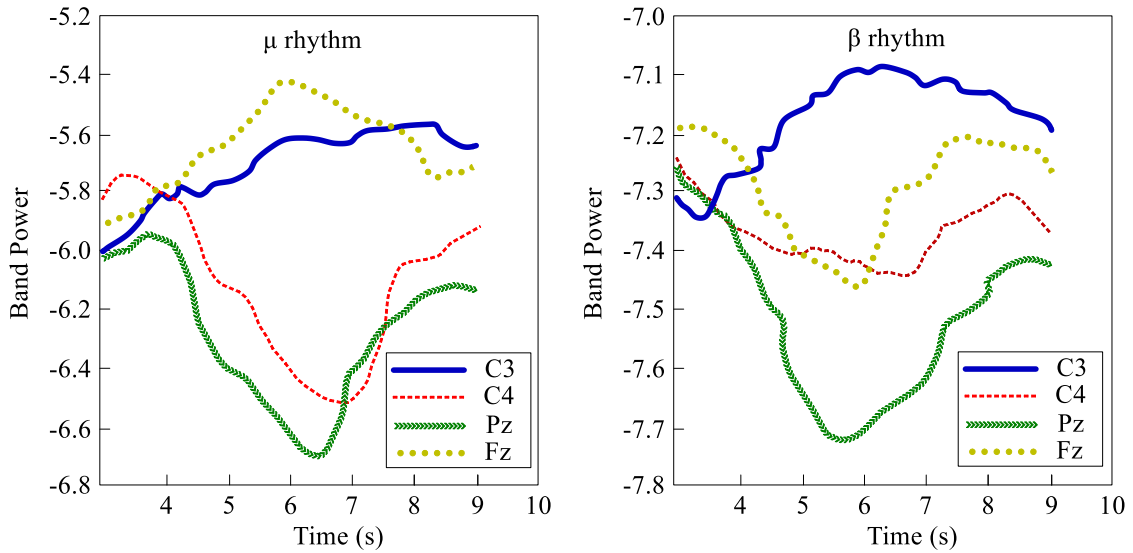 μ rhythm
Band Power
-5.2
-5.4
-5.6
-5.8
-6.0
-6.2
-6.4
-6.6
-6.8
C3
C4
Pz
Fz
4 5 6 7 8 9 10
Time (s)
β rhythm
Band Power
-7.0
-7.1
-7.2
-7.3
-7.4
-7.5
-7.6
-7.7
-7.8
C3
C4
Pz
Fz
4 5 6 7 8 9 10
Time (s)